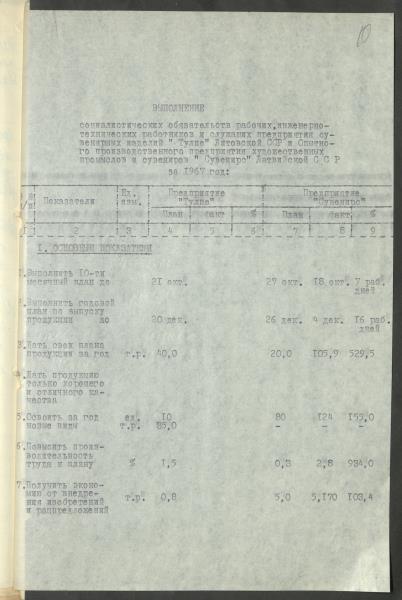 10
ВЫПОЛНЕНИЕ
социалистических обязательств рабочих, инженерно-
технических работников и служащих предприятия су-
венирных изделий "Тулпе" Литовской ССР и Опытно-
го производственного предприятия художественных
промыслов и сувениров "Сувенирс" Латвийской С С Р
за 1967 год:
Показатели Ед. изм. Предприятие "Тулпе" Предприятие "Сувенирс"
План факт % План факт %
1 2 3 4 5 6 7 8 9
I. ОСНОВНЫЕ ПОКАЗАТЕЛИ
1. Выполнить 10-ти
месячный план до 21 окт. 27 окт. 18 окт. 7 раб.
дней
2. Выполнить годовой
план по выпуску
продукции до 20 дек. 26 дек. 4 дек. 16 раб.
дней
3. Дать свех плана
продукции за год т.р. 40,0 20,0 105,9 529,5
4. Дать продукцию
только хорошего
и отличного ка-
чества
5. Освоить за год ед. 10 80 124 155,0
новые виды т.р. 85,0 - - -
6. Повысить произ-
водительность
труда к плану % 1,5 0,3 2,8 934,0
7. Получить эконо-
мию от внедре- т.р. 0,8 5,0 5,170 103,4
ния изобретений
и рацпредложений